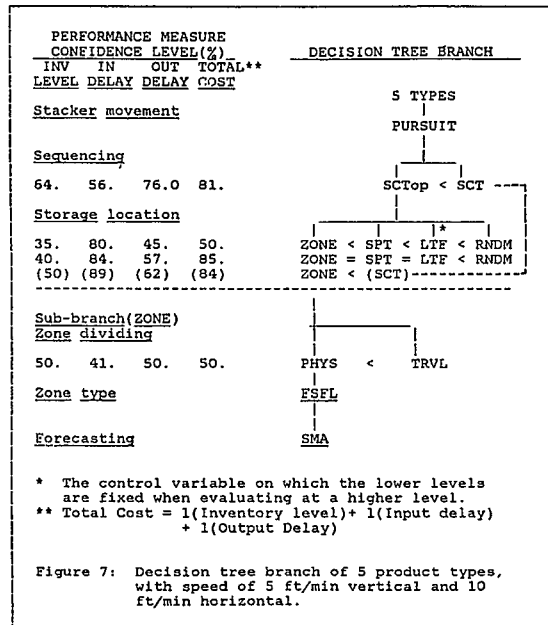 PERFORMANCE MEASURE
CONFIDENCE LEVEL(%) DECISION TREE BRANCH
INV IN OUT TOTAL**
LEVEL DELAY DELAY COST
5 TYPES
Stacker movement
PURSUIT
Sequencing
64. 56. 76.0 81. SCTop < SCT
Storage location
*
35. 80. 45. 50. ZONE < SPT < LTF < RNDM
40. 84. 57. 85. ZONE = SPT = LTF < RNDM
(50) (89) (62) (84) ZONE < (SCT)
Sub-branch(ZONE)
Zone dividing
50. 41. 50. 50. PHYS < TRVL
Zone type FSFL
Forecasting SMA
* The control variable on which the lower levels
are fixed when evaluating at a higher level.
** Total Cost = 1(Inventory level)+ 1(Input delay)
+ 1(Output Delay)
Figure 7: Decision tree branch of 5 product types,
with speed of 5 ft/min vertical and 10
ft/min horizontal.